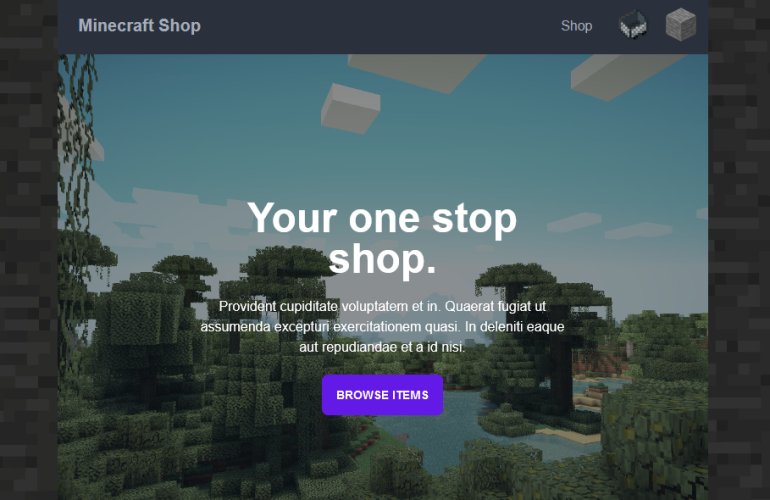 Minecraft Shop
Shop
Your one stop
shop.
Provident cupiditate voluptatem et in. Quaerat fugiat ut
assumenda excepturi exercitationem quasi. In deleniti eaque
aut repudiandae et a id nisi.
BROWSE ITEMS